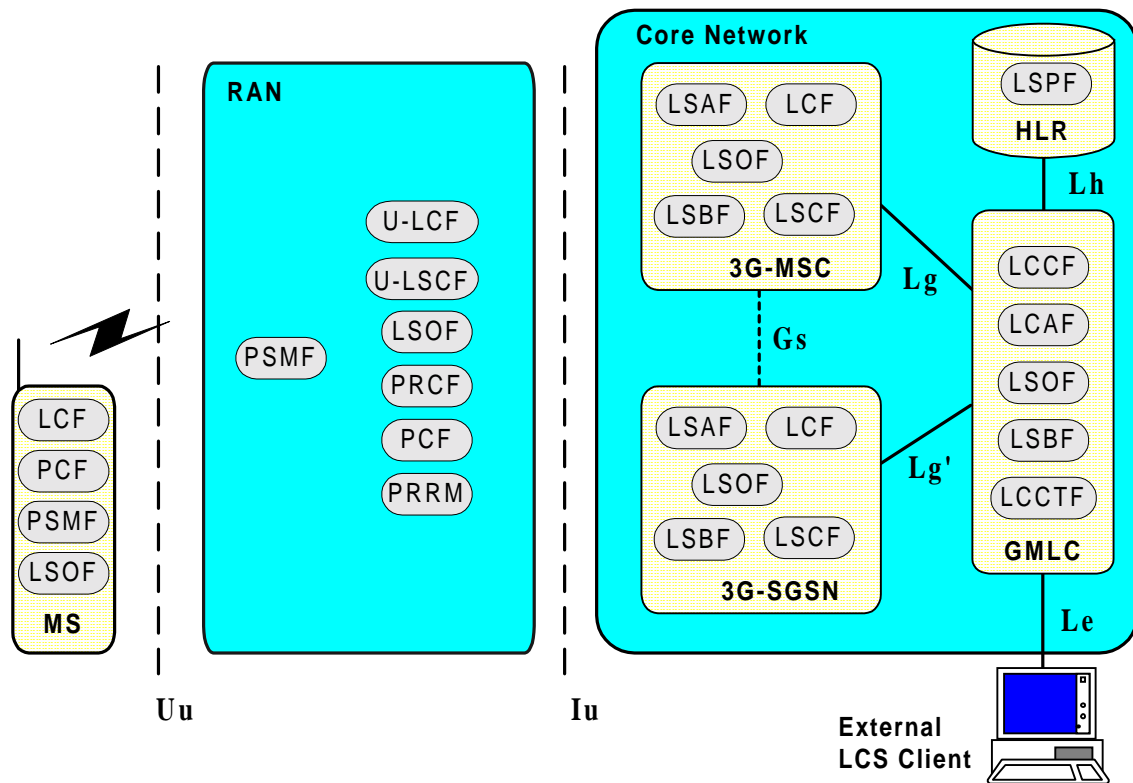 Core Network
RAN
LSPF
HLR
LSAF
LCF
LSOF
LSBF
LSCF
3G-MSC
Lh
Lg
Gs
U-LCF
U-LSCF
LSOF
PRCF
PCF
PRRM
PSMF
LCCF
LCAF
LSOF
LSBF
LCCTF
GMLC
LCF
PCF
PSMF
LSOF
MS
LSAF
LCF
LSOF
LSBF
LSCF
3G-SGSN
Lg'
Le
Uu
Iu
External
LCS Client